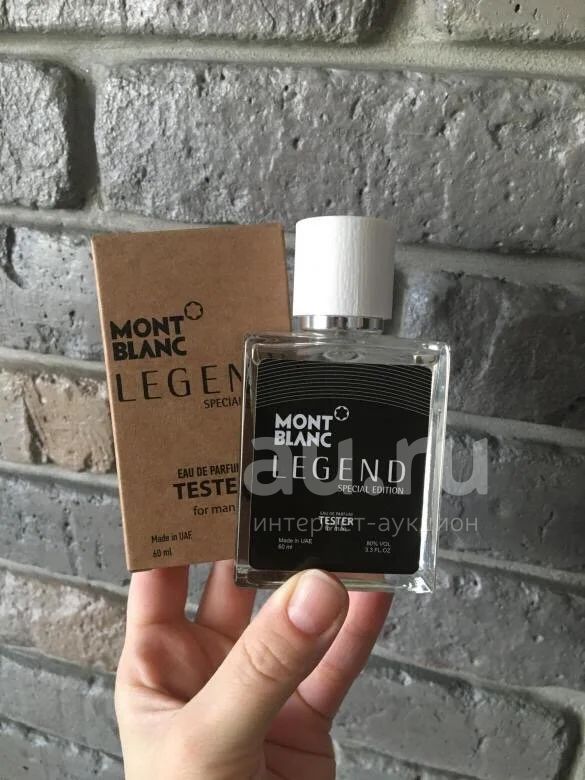 MONT
BLANC
LEGEND
SPECIAL
EAU DE PARFUM
TESTER
for man
Made in UAE
60 ml
MONT
BLANC
LEGEND
SPECIAL EDITION
EAU DE PARFUM
TESTER
for man
Made in UAE
60 ml
80% VOL
3.3 FL.OZ
au.ru
интернет-аукцион